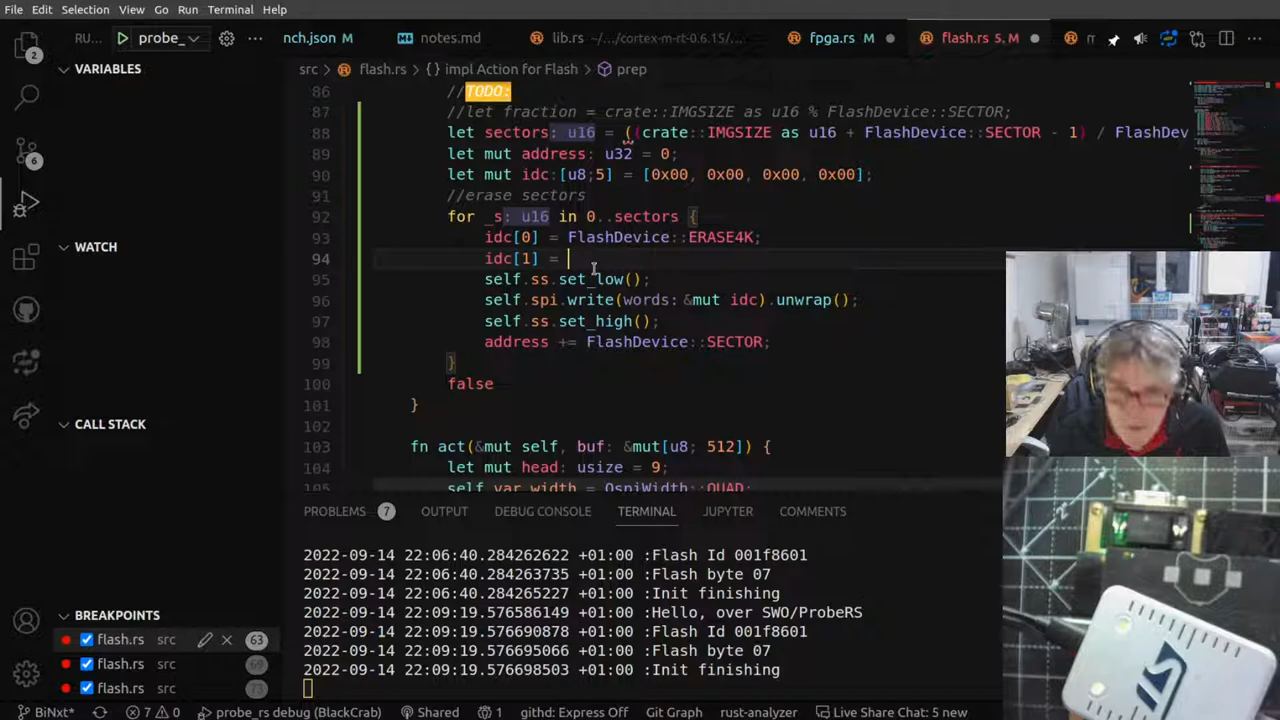 File Edit Selection View Go Run Terminal Help
RU... probe_ ... nch.json M notes.md lib.rs ~/.../cortex-m-rt-0.6.15/... fpga.rs M flash.rs 5, M
src > flash.rs > {} impl Action for Flash > prep
VARIABLES
WATCH
CALL STACK
BREAKPOINTS
flash.rs src 63
flash.rs src 69
flash.rs src 73
2
6
86 //TODO:
87 //let fraction = crate::IMGSIZE as u16 % FlashDevice::SECTOR;
88 let sectors: u16 = ((crate::IMGSIZE as u16 + FlashDevice::SECTOR - 1) / FlashDev
89 let mut address: u32 = 0;
90 let mut idc:[u8;5] = [0x00, 0x00, 0x00, 0x00];
91 //erase sectors
92 for _s: u16 in 0..sectors {
93 idc[0] = FlashDevice::ERASE4K;
94 idc[1] =
95 self.ss.set_low();
96 self.spi.write(words: &mut idc).unwrap();
97 self.ss.set_high();
98 address += FlashDevice::SECTOR;
99 }
100 false
101 }
102
103 fn act(&mut self, buf: &mut[u8; 512]) {
104 let mut head: usize = 9;
105 self.var_width = OspiWidth::QUAD;
PROBLEMS 7 OUTPUT DEBUG CONSOLE TERMINAL JUPYTER COMMENTS
2022-09-14 22:06:40.284262622 +01:00 :Flash Id 001f8601
2022-09-14 22:06:40.284263735 +01:00 :Flash byte 07
2022-09-14 22:06:40.284265227 +01:00 :Init finishing
2022-09-14 22:09:19.576586149 +01:00 :Hello, over SWO/ProbeRS
2022-09-14 22:09:19.576690878 +01:00 :Flash Id 001f8601
2022-09-14 22:09:19.576695066 +01:00 :Flash byte 07
2022-09-14 22:09:19.576698503 +01:00 :Init finishing
BiNxt* 7 0 probe_rs debug (BlackCrab) Shared 1 githd: Express Off Git Graph rust-analyzer Live Share Chat: 5 new